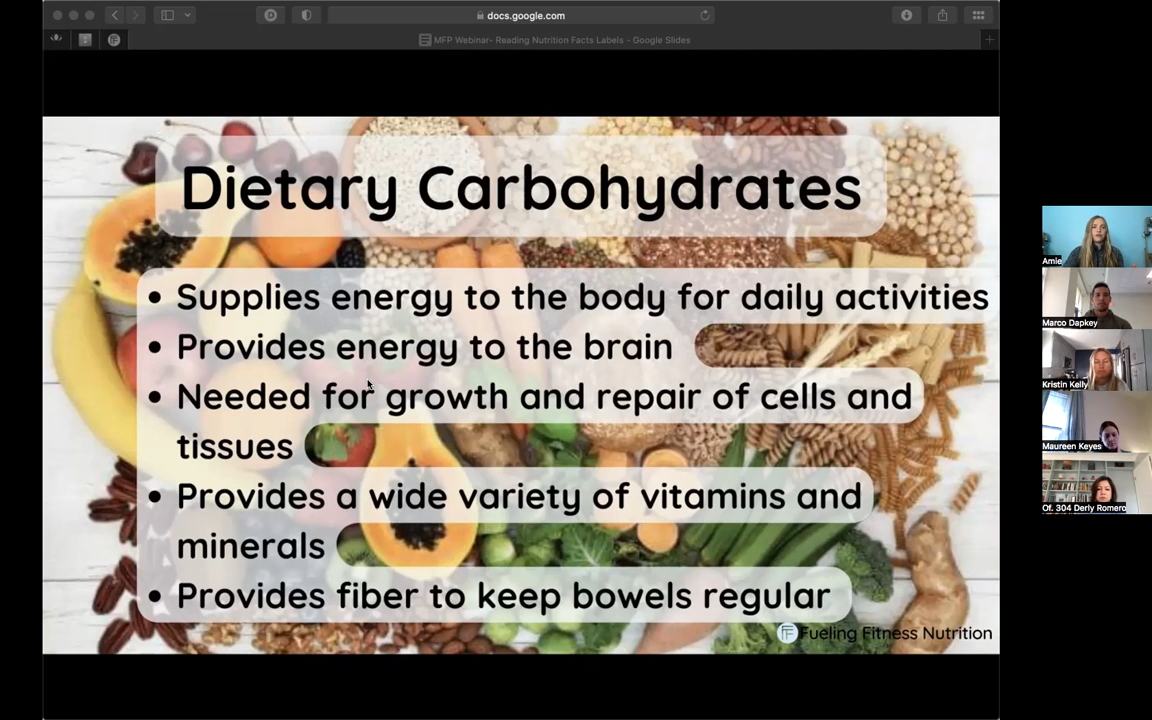 docs.google.com
MFP Webinar- Reading Nutrition Facts Labels - Google Slides
Dietary Carbohydrates
• Supplies energy to the body for daily activities
• Provides energy to the brain
• Needed for growth and repair of cells and
tissues
• Provides a wide variety of vitamins and
minerals
• Provides fiber to keep bowels regular
Fueling Fitness Nutrition
Amie
Marco Dapkey
Kristin Kelly
Maureen Keyes
Of. 304 Derly Romero